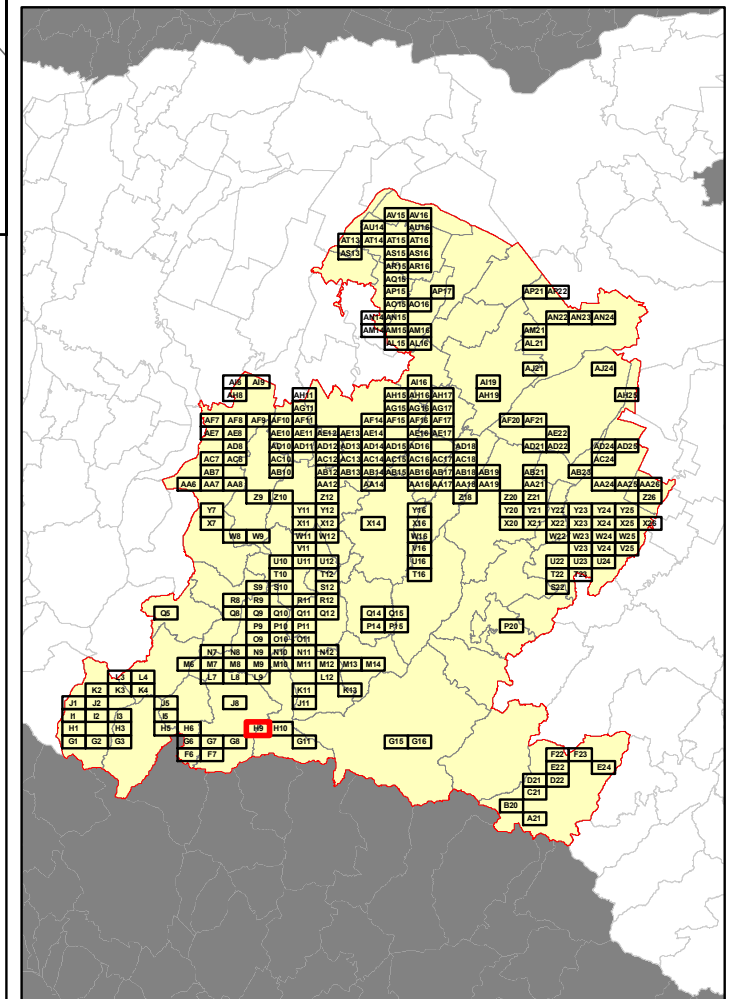 AV15 AV16
AU14 AU16
AT13 AT14 AT15 AT16
AS13 AS15 AS16
AR15 AR16
AQ15
AP15 AP17 AP21 AP22
AO15 AO16
AN14 AN15 AN22 AN23 AN24
AM14 AM15 AM16 AM21
AL15 AL16 AL21
AJ21 AJ24
AI8 AI9 AI16 AI19
AH8 AH11 AH15 AH16 AH17 AH19 AH25
AG11 AG15 AG16 AG17
AF7 AF8 AF9 AF10 AF11 AF14 AF15 AF16 AF17 AF20 AF21
AE7 AE8 AE10 AE11 AE12 AE13 AE14 AE16 AE17 AE22
AD8 AD10 AD11 AD12 AD13 AD14 AD15 AD16 AD18 AD21 AD22 AD24 AD25
AC7 AC8 AC10 AC12 AC13 AC14 AC15 AC16 AC17 AC18 AC24
AB7 AB10 AB12 AB13 AB14 AB15 AB16 AB17 AB18 AB19 AB21 AB23
AA6 AA7 AA8 AA12 AA14 AA16 AA17 AA18 AA19 AA21 AA24 AA25 AA26
Z9 Z10 Z12 Z18 Z20 Z21 Z26
Y7 Y11 Y12 Y16 Y20 Y21 Y22 Y23 Y24 Y25
X7 X11 X12 X14 X16 X20 X21 X22 X23 X24 X25 X26
W8 W9 W11 W12 W16 W22 W23 W24 W25
V11 V16 V23 V24 V25
U10 U11 U12 U16 U22 U23 U24
T10 T12 T16 T22 T23
S9 S10 S12 S22
R8 R9 R11 R12
Q5 Q8 Q9 Q10 Q11 Q12 Q14 Q15
P9 P10 P11 P14 P15 P20
O9 O10 O11
N7 N8 N9 N10 N11 N12
M6 M7 M8 M9 M10 M11 M12 M13 M14
L3 L4 L7 L8 L9 L12
K2 K3 K4 K11 K13
J1 J2 J5 J8 J11
I1 I2 I3 I5
H1 H3 H5 H6 H9 H10
G1 G2 G3 G6 G7 G8 G11 G15 G16
F6 F7 F22 F23
E22 E24
D21 D22
C21
B20
A21